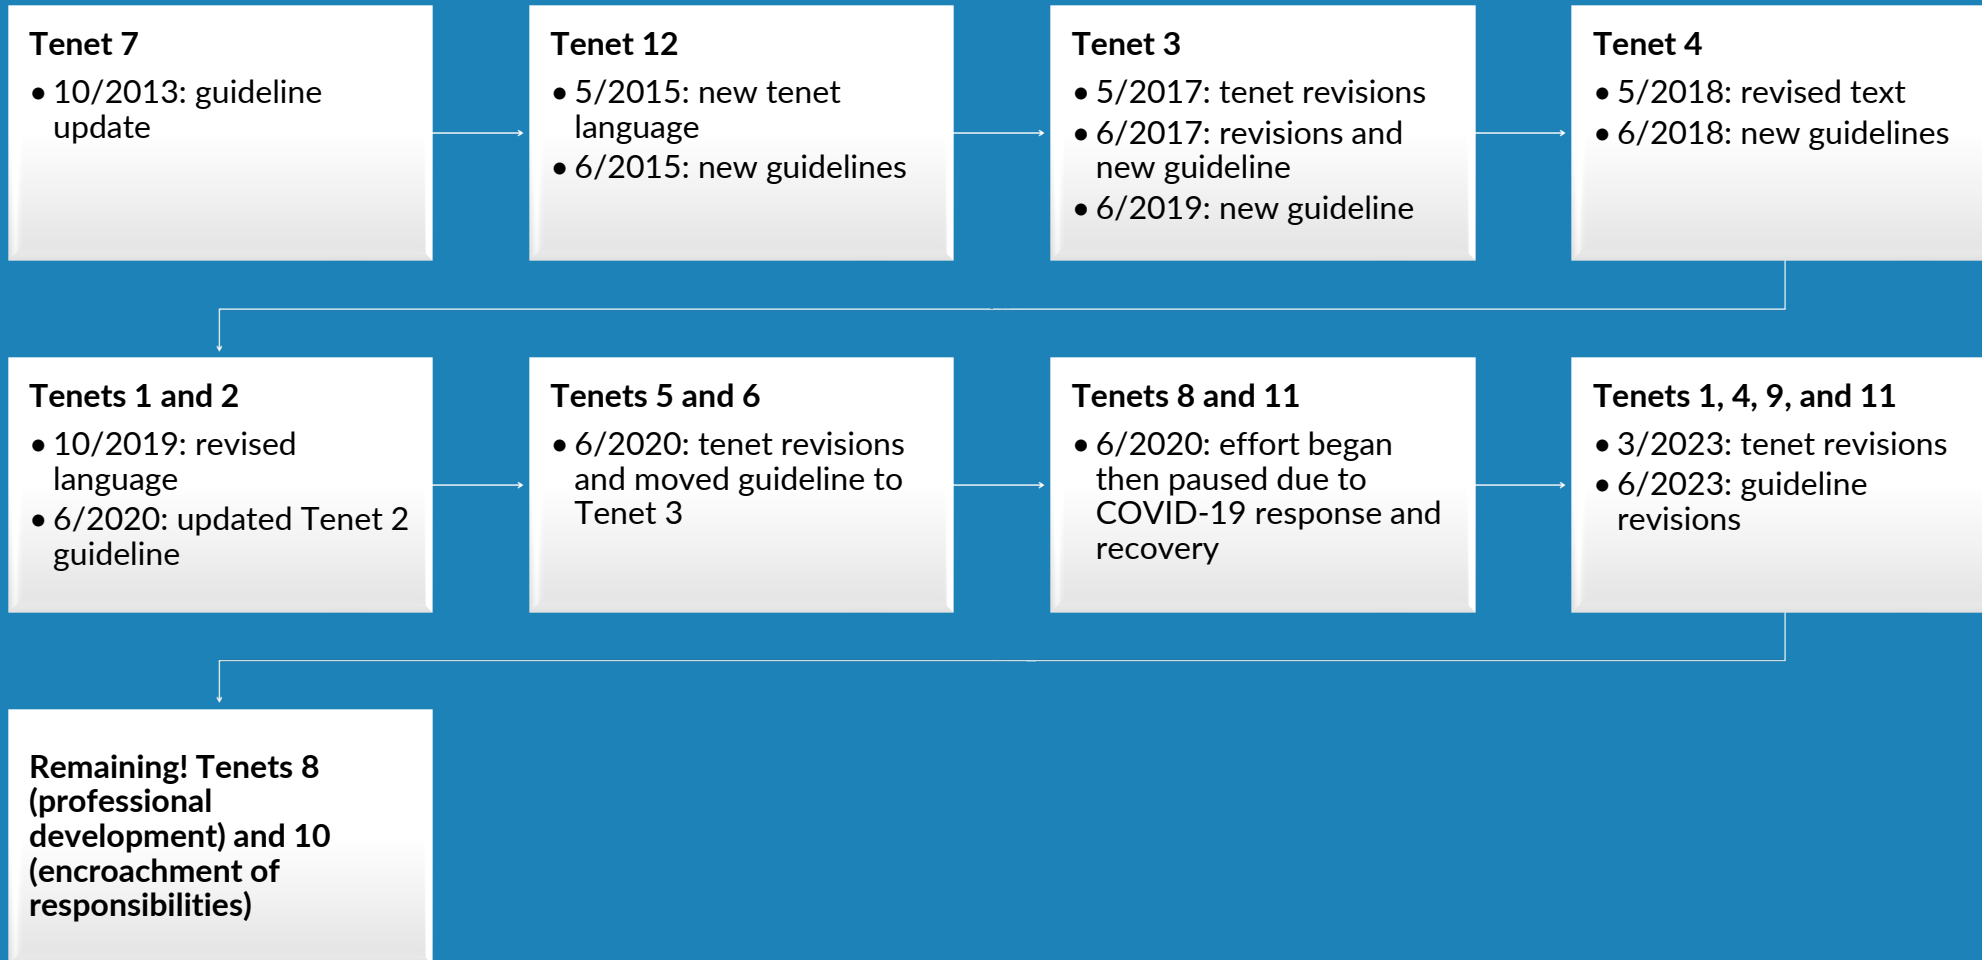 Tenet 7
• 10/2013: guideline
update
Tenet 12
• 5/2015: new tenet
language
• 6/2015: new guidelines
Tenet 3
• 5/2017: tenet revisions
• 6/2017: revisions and
new guideline
• 6/2019: new guideline
Tenet 4
• 5/2018: revised text
• 6/2018: new guidelines
Tenets 1 and 2
• 10/2019: revised
language
• 6/2020: updated Tenet 2
guideline
Tenets 5 and 6
• 6/2020: tenet revisions
and moved guideline to
Tenet 3
Tenets 8 and 11
• 6/2020: effort began
then paused due to
COVID-19 response and
recovery
Tenets 1, 4, 9, and 11
• 3/2023: tenet revisions
• 6/2023: guideline
revisions
Remaining! Tenets 8
(professional
development) and 10
(encroachment of
responsibilities)